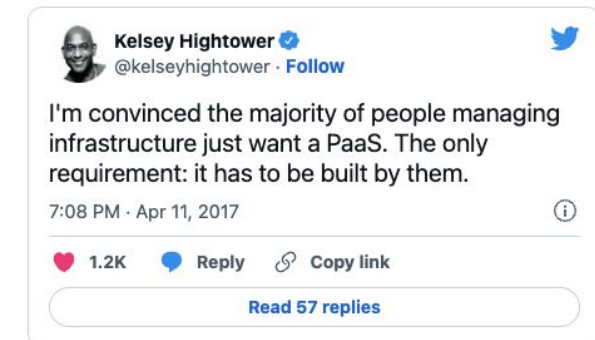 Kelsey Hightower
@kelseyhightower · Follow
I'm convinced the majority of people managing
infrastructure just want a PaaS. The only
requirement: it has to be built by them.
7:08 PM · Apr 11, 2017
1.2K Reply Copy link
Read 57 replies